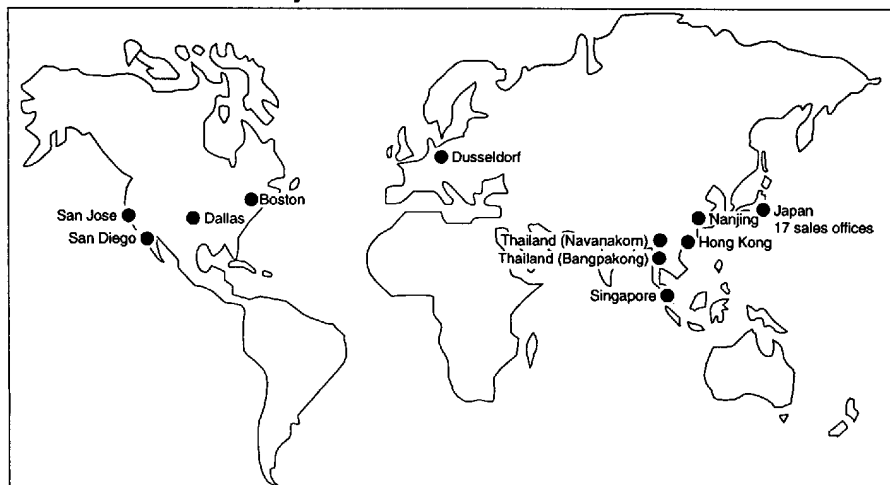 Boston
San Jose
Dallas
San Diego
Dusseldorf
Japan
17 sales offices
Nanjing
Hong Kong
Thailand (Navanakorn)
Thailand (Bangpakong)
Singapore